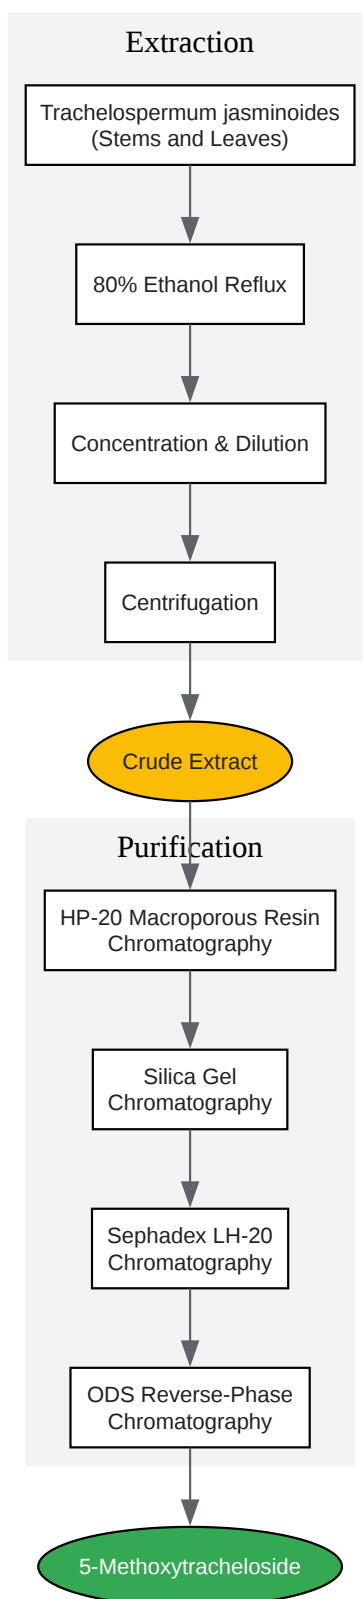 Extraction
Trachelospermum jasminoides
(Stems and Leaves)
80% Ethanol Reflux
Concentration & Dilution
Centrifugation
Crude Extract
Purification
HP-20 Macroporous Resin
Chromatography
Silica Gel
Chromatography
Sephadex LH-20
Chromatography
ODS Reverse-Phase
Chromatography
5-Methoxytracheloside